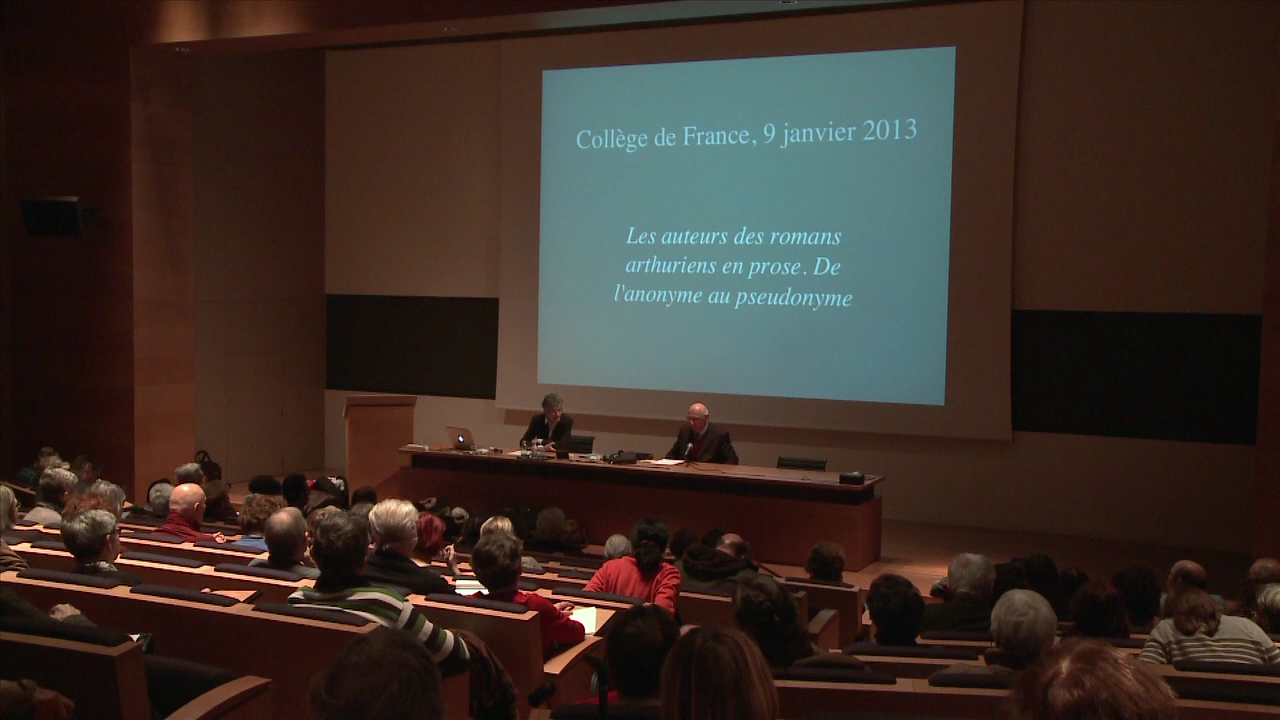 Collège de France, 9 janvier 2013
Les auteurs des romans
arthuriens en prose. De
l'anonyme au pseudonyme